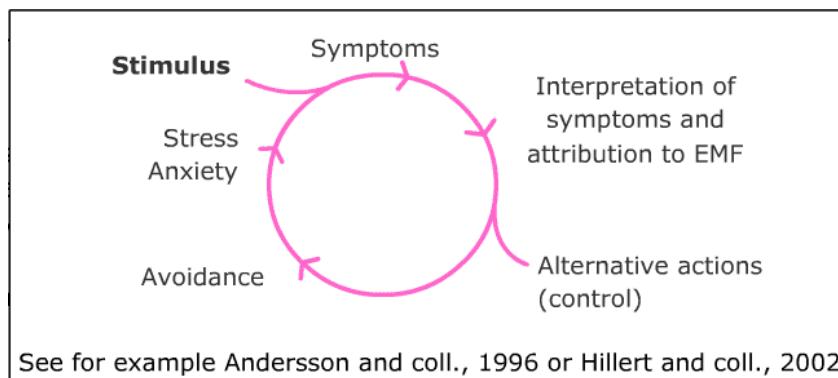 Symptoms
Stimulus
Interpretation of
symptoms and
attribution to EMF
Stress
Anxiety
Avoidance
Alternative actions
(control)
See for example Andersson and coll., 1996 or Hillert and coll., 2002